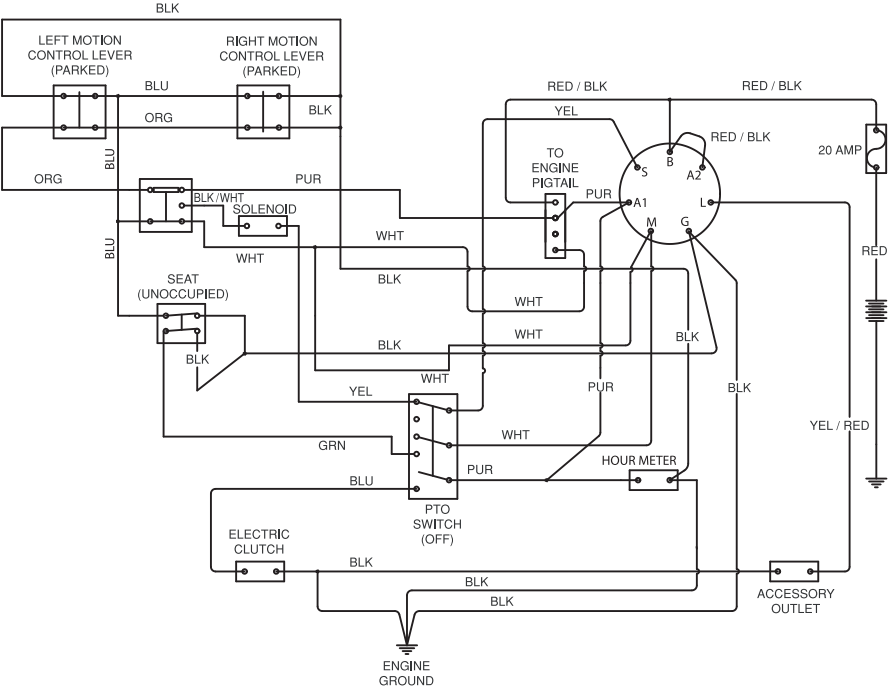 BLK
LEFT MOTION
CONTROL LEVER
(PARKED)
RIGHT MOTION
CONTROL LEVER
(PARKED)
BLU
RED / BLK
RED / BLK
BLK
YEL
ORG
RED / BLK
B
S
A2
20 AMP
TO
ENGINE
PIGTAIL
BLU
ORG
PUR
BLK / WHT
PUR
A1
L
SOLENOID
M
G
WHT
WHT
BLU
RED
SEAT
(UNOCCUPIED)
BLK
WHT
WHT
BLK
BLK
BLK
WHT
YEL
PUR
BLK
YEL / RED
GRN
WHT
HOUR METER
PUR
BLU
PTO
SWITCH
(OFF)
ELECTRIC
CLUTCH
BLK
BLK
BLK
ACCESSORY
OUTLET
ENGINE
GROUND